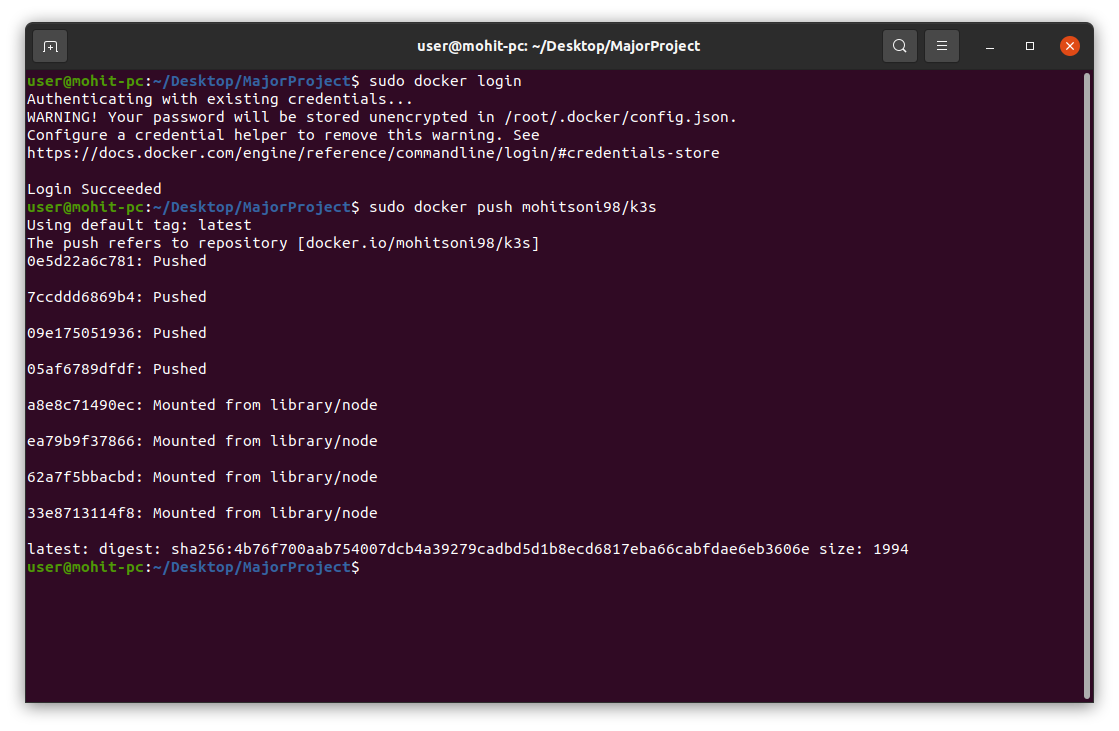 user@mohit-pc: ~/Desktop/MajorProject
user@mohit-pc:~/Desktop/MajorProject$ sudo docker login
Authenticating with existing credentials...
WARNING! Your password will be stored unencrypted in /root/.docker/config.json.
Configure a credential helper to remove this warning. See
https://docs.docker.com/engine/reference/commandline/login/#credentials-store
Login Succeeded
user@mohit-pc:~/Desktop/MajorProject$ sudo docker push mohitsoni98/k3s
Using default tag: latest
The push refers to repository [docker.io/mohitsoni98/k3s]
0e5d22a6c781: Pushed
7ccddd6869b4: Pushed
09e175051936: Pushed
05af6789dfdf: Pushed
a8e8c71490ec: Mounted from library/node
ea79b9f37866: Mounted from library/node
62a7f5bbacbd: Mounted from library/node
33e8713114f8: Mounted from library/node
latest: digest: sha256:4b76f700aab754007dcb4a39279cadbd5d1b8ecd6817eba66cabfdae6eb3606e size: 1994
user@mohit-pc:~/Desktop/MajorProject$